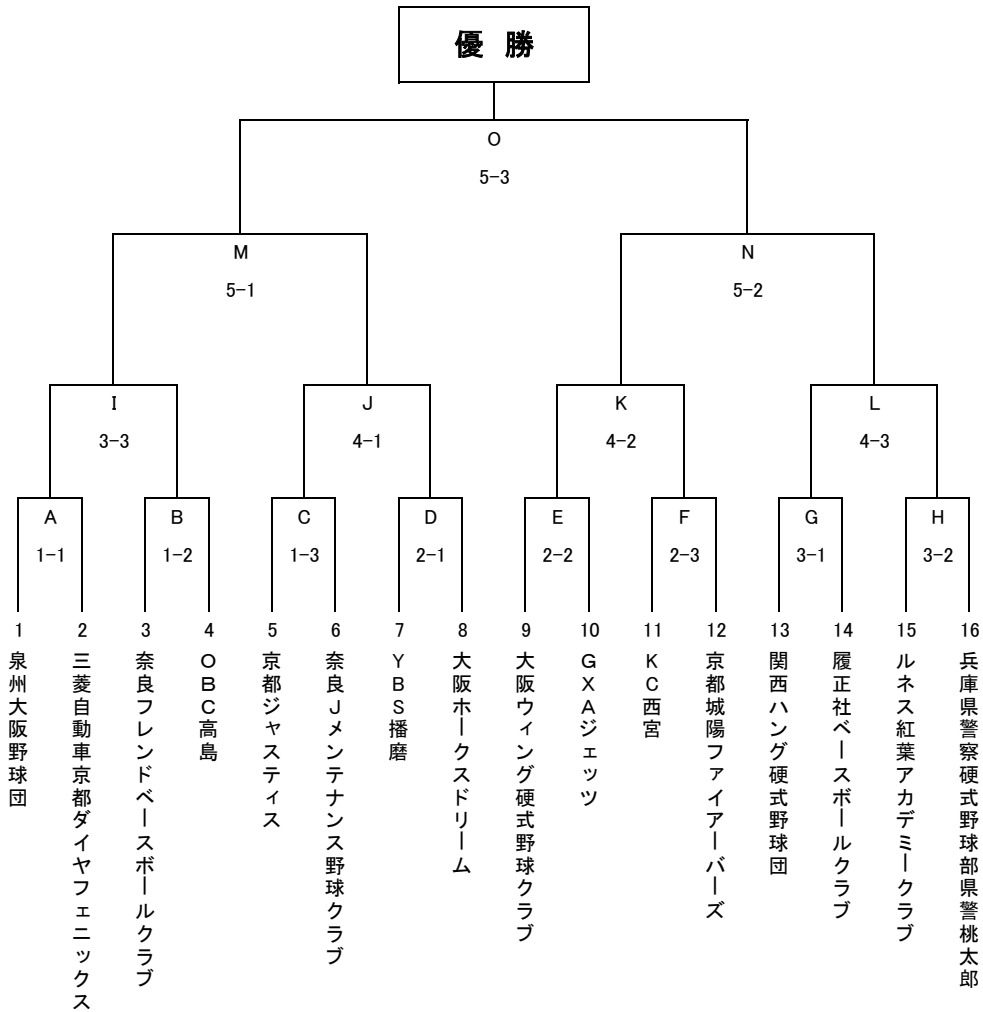 優 勝
O
5-3
M
5-1
N
5-2
I
3-3
J
4-1
K
4-2
L
4-3
A
1-1
B
1-2
C
1-3
D
2-1
E
2-2
F
2-3
G
3-1
H
3-2
1
泉州大阪野球団
2
三菱自動車京都ダイヤフェニックス
3
奈良フレンドベースボールクラブ
4
OBC高島
5
京都ジャスティス
6
奈良Jメンテナンス野球クラブ
7
YBS播磨
8
大阪ホークスドリーム
9
大阪ウィング硬式野球クラブ
10
GXAジェッツ
11
KC西宮
12
京都城陽ファイアーバーズ
13
関西ハング硬式野球団
14
履正社ベースボールクラブ
15
ルネス紅葉アカデミークラブ
16
兵庫県警察硬式野球部県警桃太郎